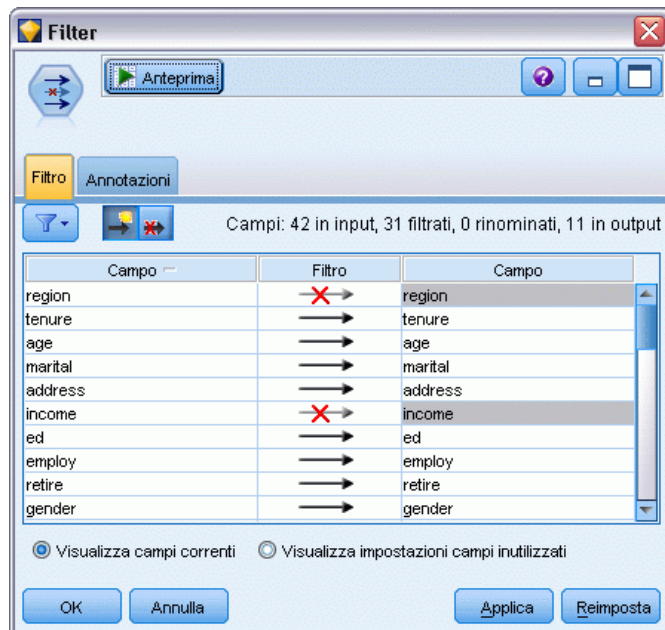 Filter
Anteprima
Filtro Annotazioni
Campi: 42 in input, 31 filtrati, 0 rinominati, 11 in output
Campo Filtro Campo
region region
tenure tenure
age age
marital marital
address address
income income
ed ed
employ employ
retire retire
gender gender
Visualizza campi correnti Visualizza impostazioni campi inutilizzati
OK Annulla Applica Reimposta